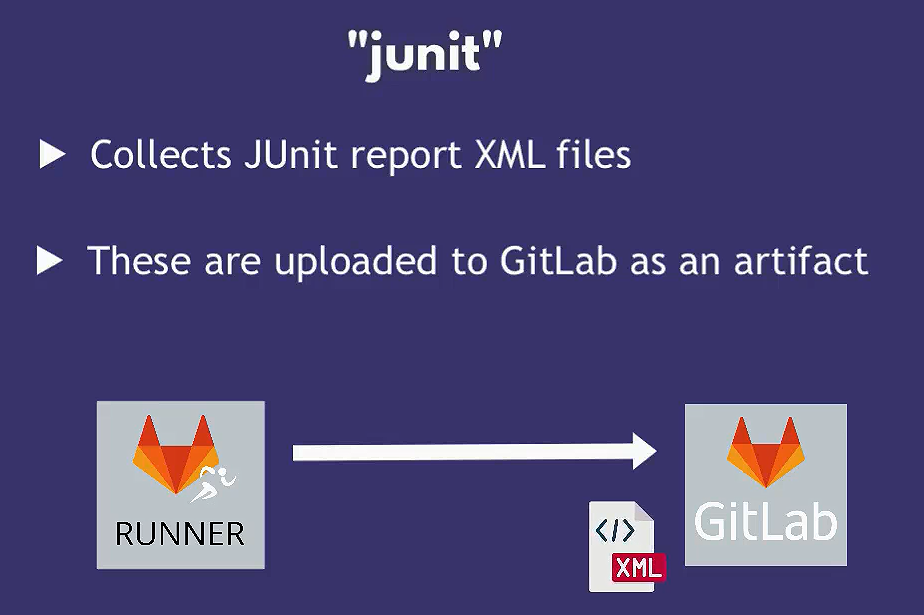 "junit"
Collects JUnit report XML files
These are uploaded to GitLab as an artifact
RUNNER
GitLab
</>
XML